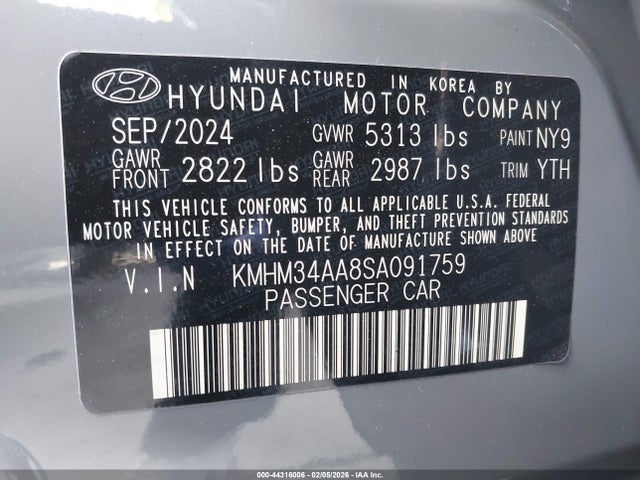 MANUFACTURED IN KOREA BY
HYUNDAI MOTOR COMPANY
SEP/2024 GVWR 5313 lbs PAINT NY9
GAWR FRONT 2822 lbs GAWR REAR 2987 lbs TRIM YTH
THIS VEHICLE CONFORMS TO ALL APPLICABLE U.S.A. FEDERAL
MOTOR VEHICLE SAFETY, BUMPER, AND THEFT PREVENTION STANDARDS
IN EFFECT ON THE DATE OF MANUFACTURE SHOWN ABOVE
V.I.N KMHM34AA8SA091759
PASSENGER CAR
000-44316006 - 02/05/2026 - IAA Inc.